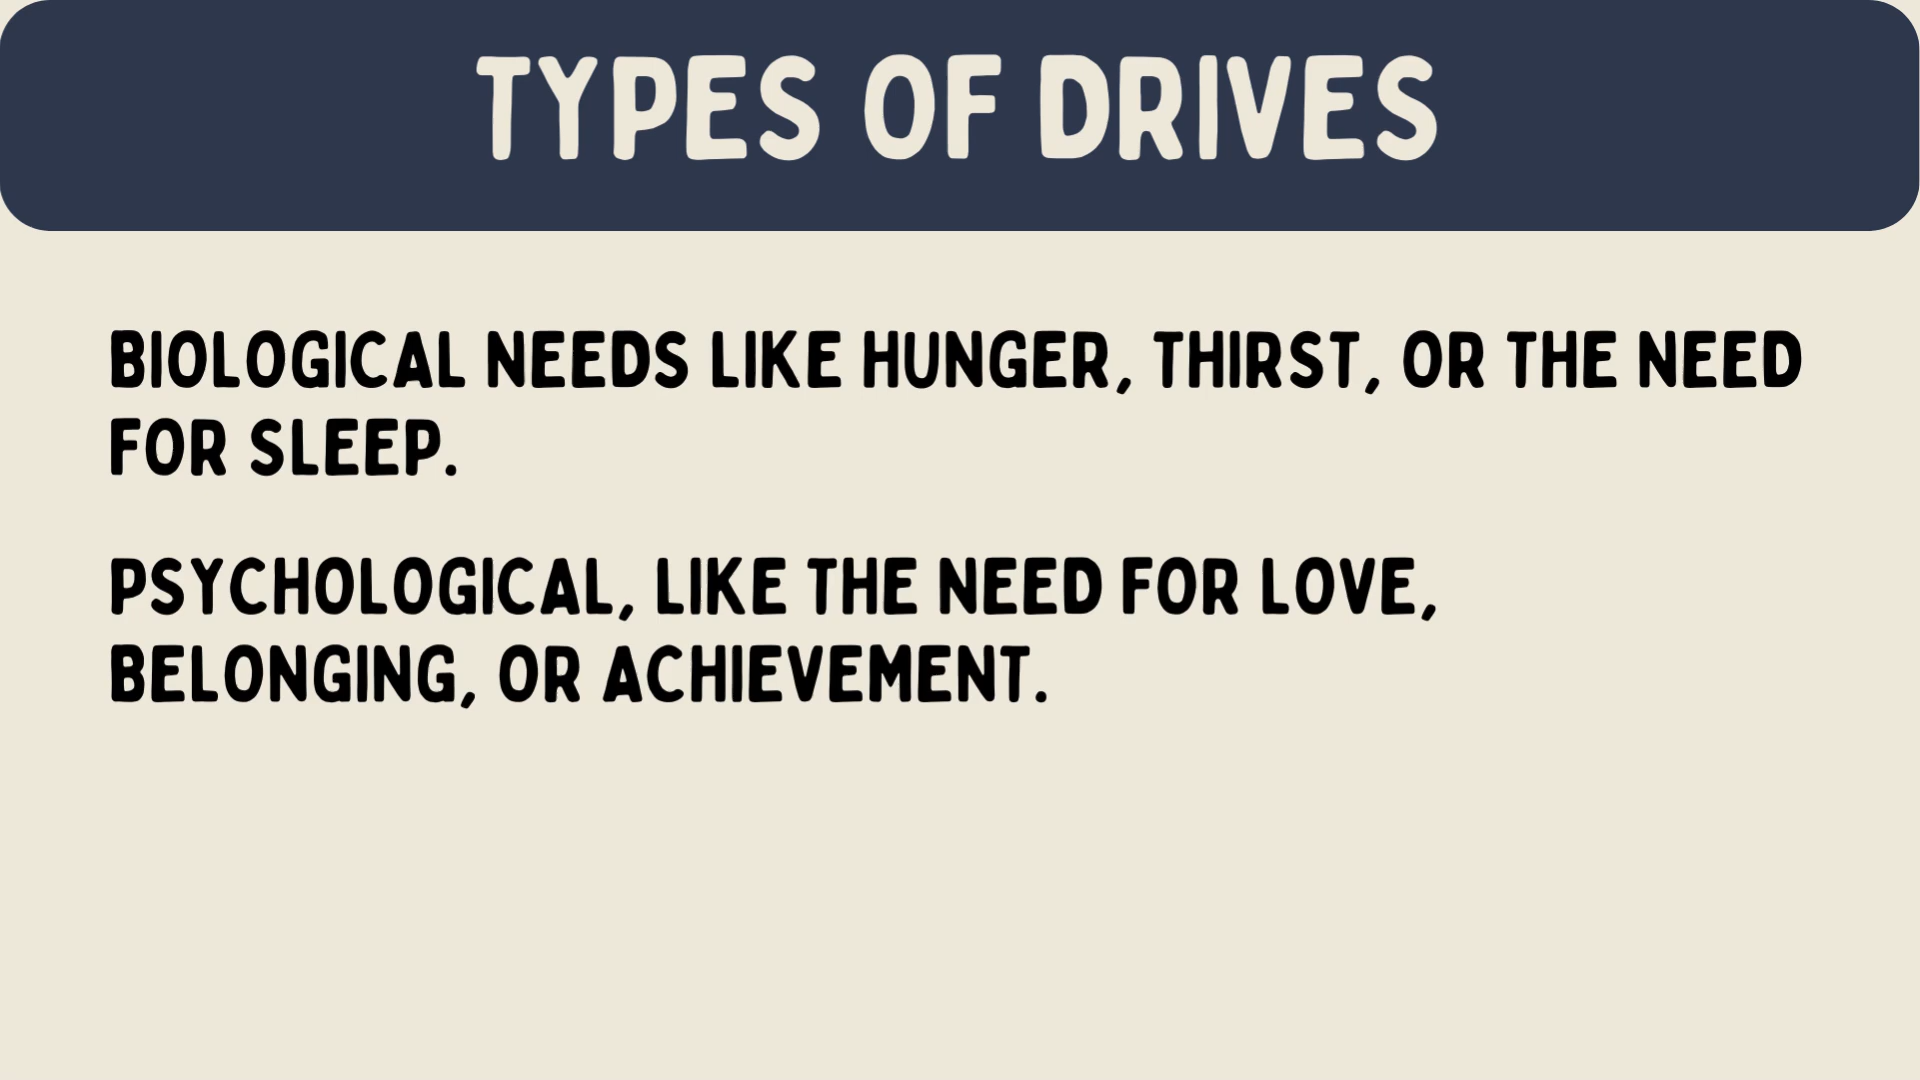 TYPES OF DRIVES
BIOLOGICAL NEEDS LIKE HUNGER, THIRST, OR THE NEED
FOR SLEEP.
PSYCHOLOGICAL, LIKE THE NEED FOR LOVE,
BELONGING, OR ACHIEVEMENT.